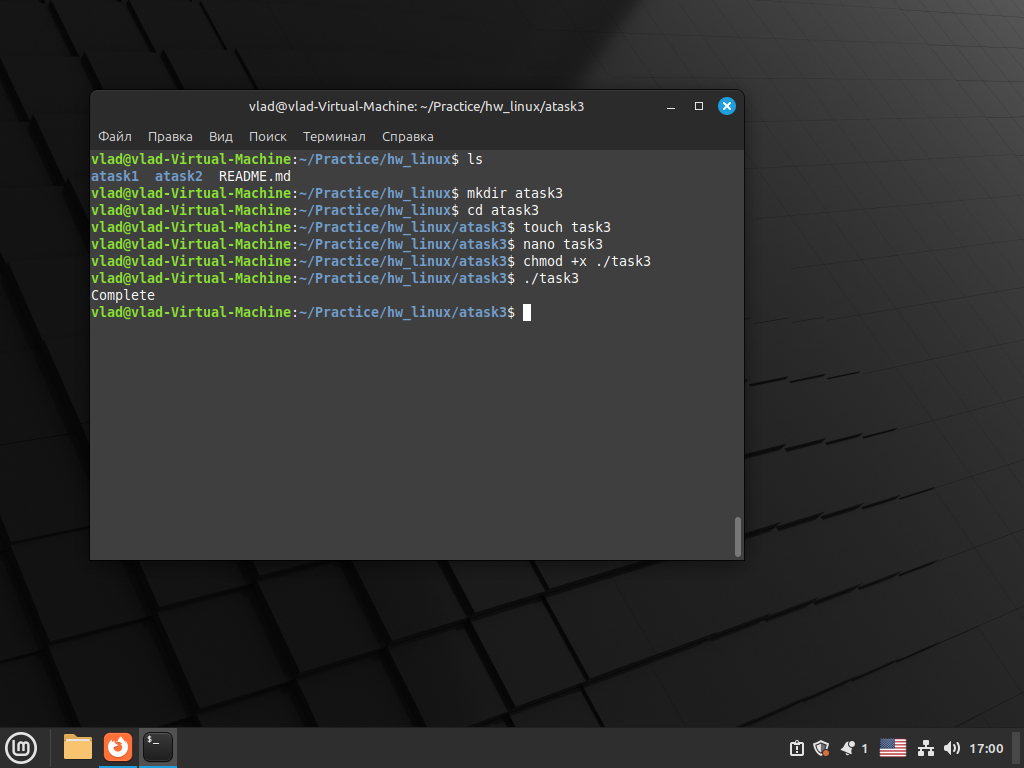 vlad@vlad-Virtual-Machine: ~/Practice/hw_linux/atask3
Файл Правка Вид Поиск Терминал Справка
vlad@vlad-Virtual-Machine:~/Practice/hw_linux$ ls
atask1  atask2  README.md
vlad@vlad-Virtual-Machine:~/Practice/hw_linux$ mkdir atask3
vlad@vlad-Virtual-Machine:~/Practice/hw_linux$ cd atask3
vlad@vlad-Virtual-Machine:~/Practice/hw_linux/atask3$ touch task3
vlad@vlad-Virtual-Machine:~/Practice/hw_linux/atask3$ nano task3
vlad@vlad-Virtual-Machine:~/Practice/hw_linux/atask3$ chmod +x ./task3
vlad@vlad-Virtual-Machine:~/Practice/hw_linux/atask3$ ./task3
Complete
vlad@vlad-Virtual-Machine:~/Practice/hw_linux/atask3$
$_
1 17:00